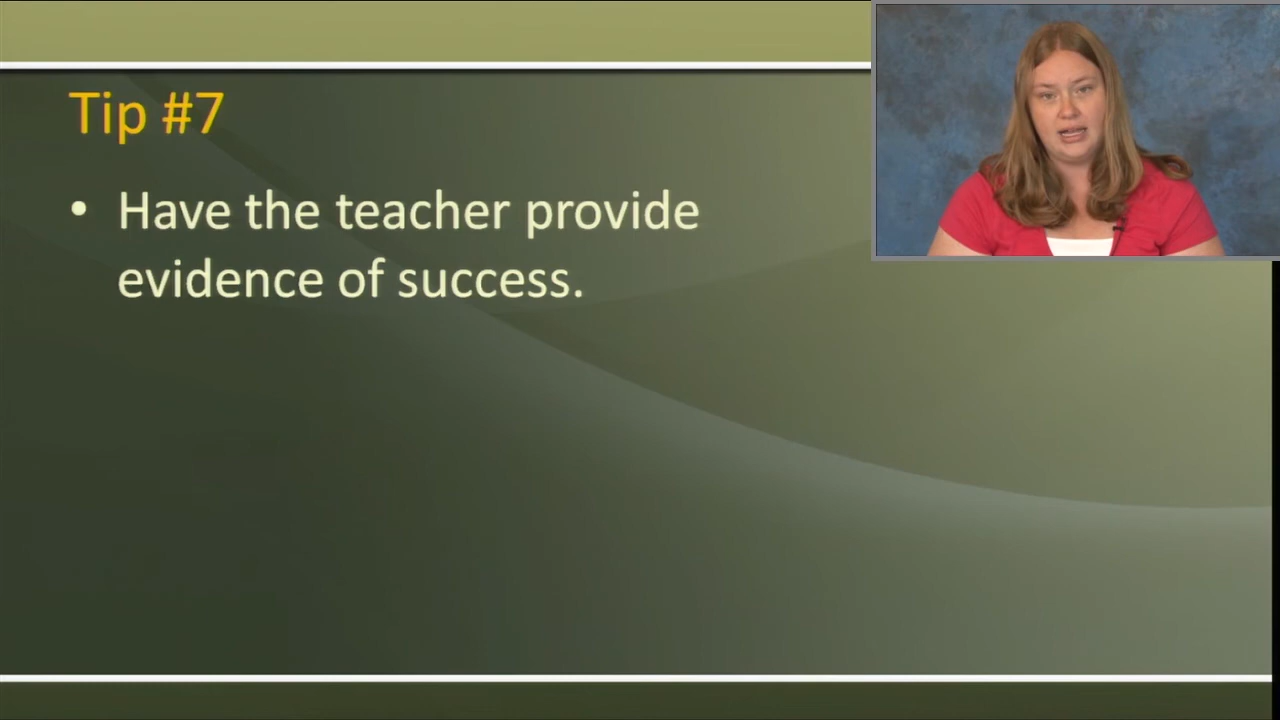 Tip #7
• Have the teacher provide
evidence of success.